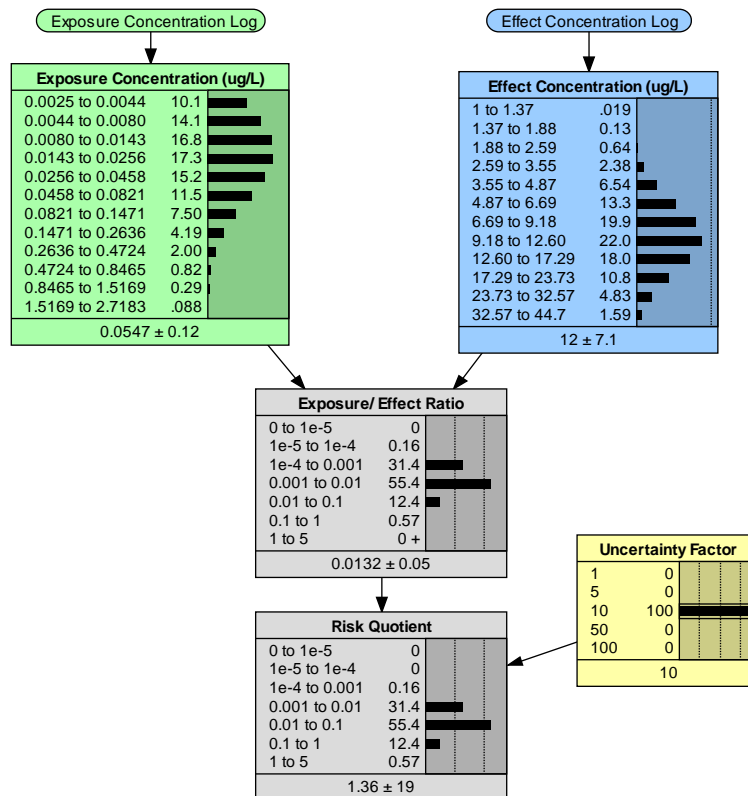 Exposure Concentration Log
Effect Concentration Log
Exposure Concentration (ug/L)
0.0025 to 0.0044 10.1
0.0044 to 0.0080 14.1
0.0080 to 0.0143 16.8
0.0143 to 0.0256 17.3
0.0256 to 0.0458 15.2
0.0458 to 0.0821 11.5
0.0821 to 0.1471 7.50
0.1471 to 0.2636 4.19
0.2636 to 0.4724 2.00
0.4724 to 0.8465 0.82
0.8465 to 1.5169 0.29
1.5169 to 2.7183 .088
0.0547 ± 0.12
Effect Concentration (ug/L)
1 to 1.37 .019
1.37 to 1.88 0.13
1.88 to 2.59 0.64
2.59 to 3.55 2.38
3.55 to 4.87 6.54
4.87 to 6.69 13.3
6.69 to 9.18 19.9
9.18 to 12.60 22.0
12.60 to 17.29 18.0
17.29 to 23.73 10.8
23.73 to 32.57 4.83
32.57 to 44.7 1.59
12 ± 7.1
Exposure/ Effect Ratio
0 to 1e-5 0
1e-5 to 1e-4 0.16
1e-4 to 0.001 31.4
0.001 to 0.01 55.4
0.01 to 0.1 12.4
0.1 to 1 0.57
1 to 5 0 +
0.0132 ± 0.05
Uncertainty Factor
1 0
5 0
10 100
50 0
100 0
10
Risk Quotient
0 to 1e-5 0
1e-5 to 1e-4 0
1e-4 to 0.001 0.16
0.001 to 0.01 31.4
0.01 to 0.1 55.4
0.1 to 1 12.4
1 to 5 0.57
1.36 ± 19